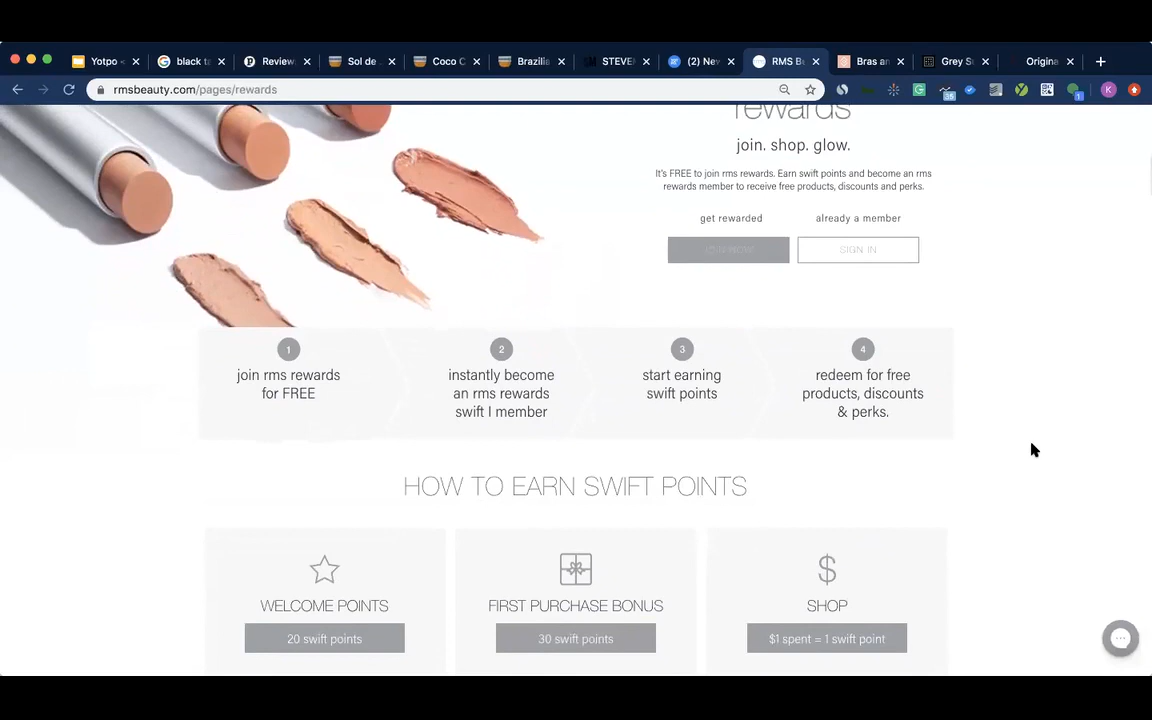 Yotpo
black t
Review
Sol de
Coco C
Brazilia
STEVE
(2) Nev
RMS Be
Bras an
Grey S
Origina
rmsbeauty.com/pages/rewards
35
1
K
rewards
join. shop. glow.
It's FREE to join rms rewards. Earn swift points and become an rms
rewards member to receive free products, discounts and perks.
get rewarded
already a member
SIGN IN
1
2
3
4
join rms rewards
for FREE
instantly become
an rms rewards
swift I member
start earning
swift points
redeem for free
products, discounts
& perks.
HOW TO EARN SWIFT POINTS
$
WELCOME POINTS
FIRST PURCHASE BONUS
SHOP
20 swift points
30 swift points
$1 spent = 1 swift point